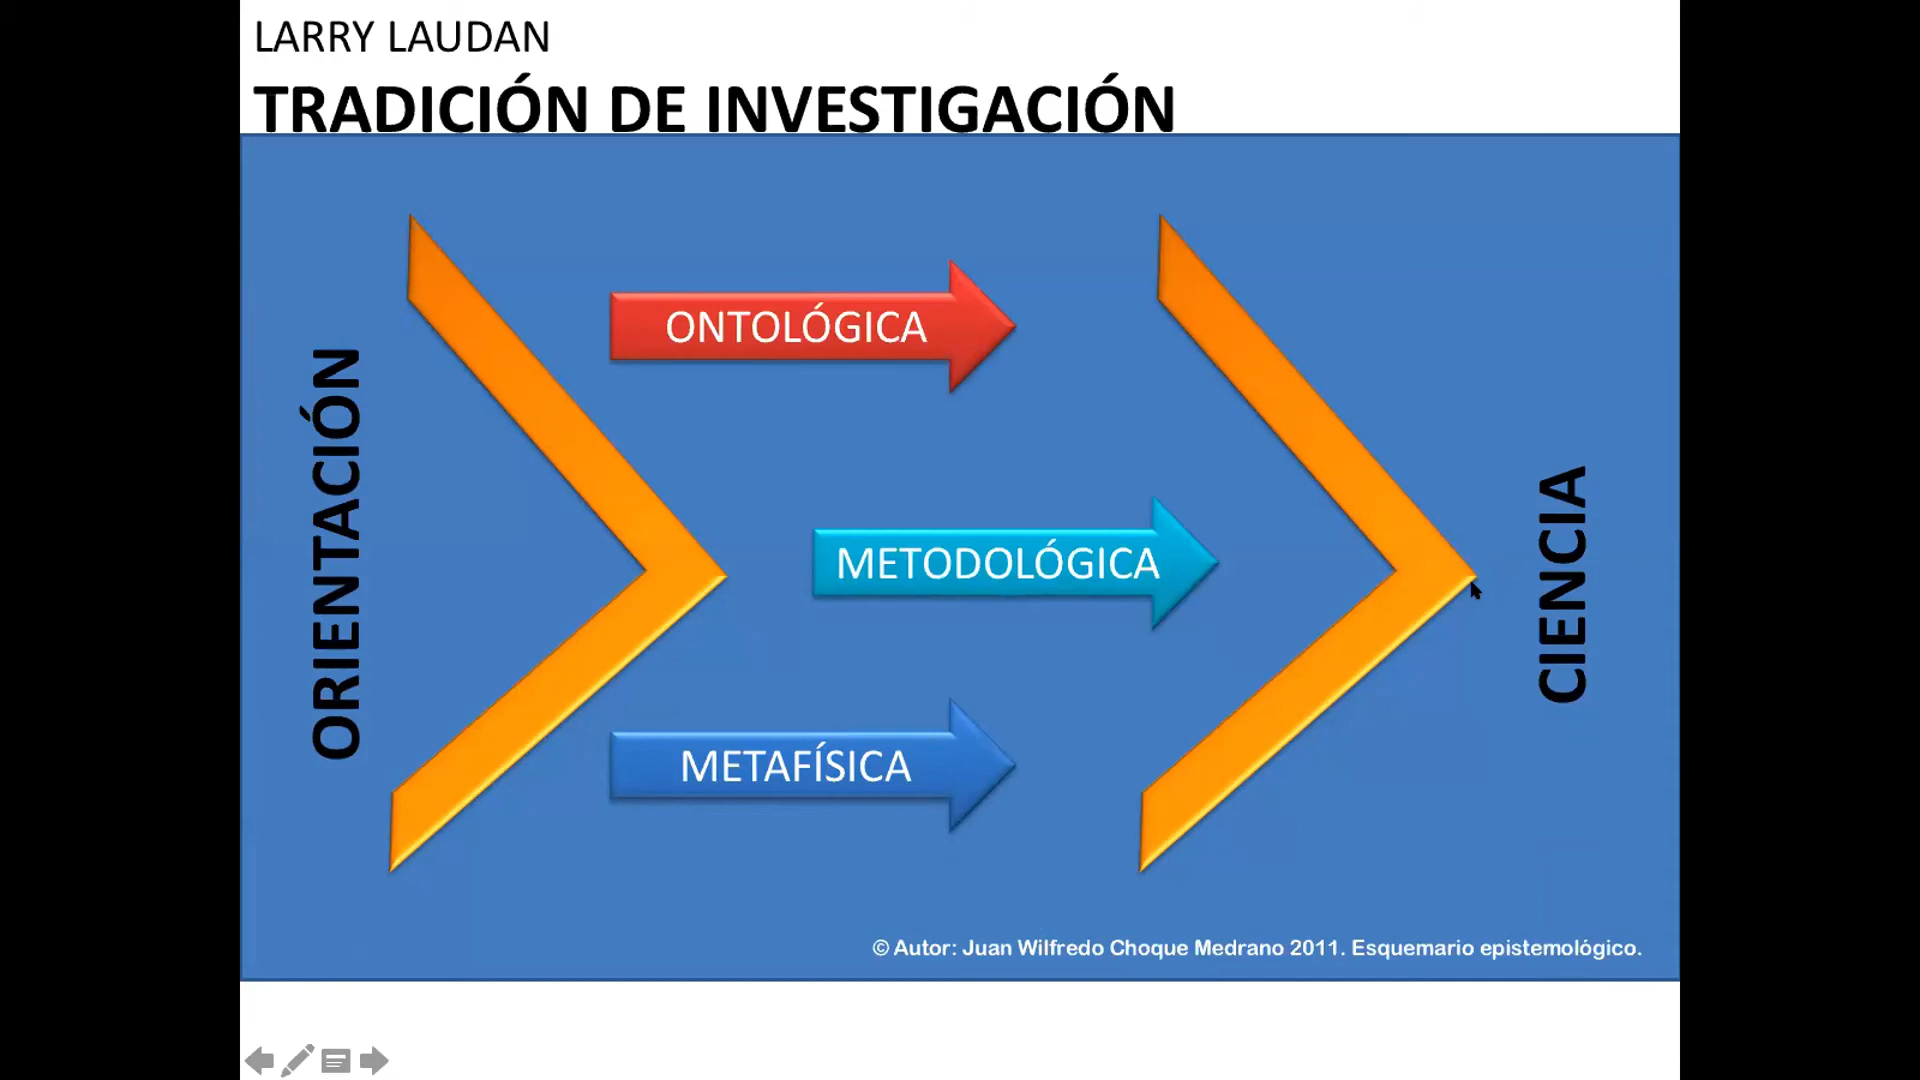 LARRY LAUDAN
TRADICIÓN DE INVESTIGACIÓN
ORIENTACIÓN
ONTOLÓGICA
METODOLÓGICA
METAFÍSICA
CIENCIA
© Autor: Juan Wilfredo Choque Medrano 2011. Esquemario epistemológico.